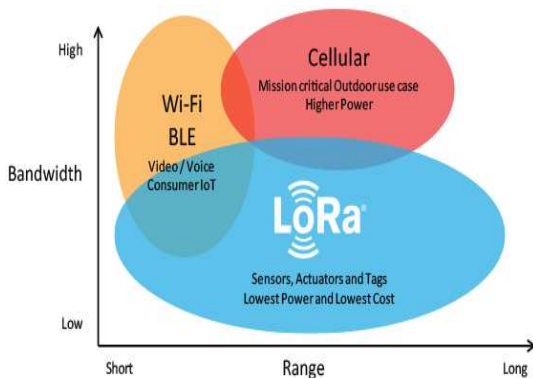 High
Cellular
Mission critical Outdoor use case
Higher Power
Wi-Fi
BLE
Video / Voice
Consumer IoT
Bandwidth
LoRa®
Sensors, Actuators and Tags
Lowest Power and Lowest Cost
Low
Short
Range
Long